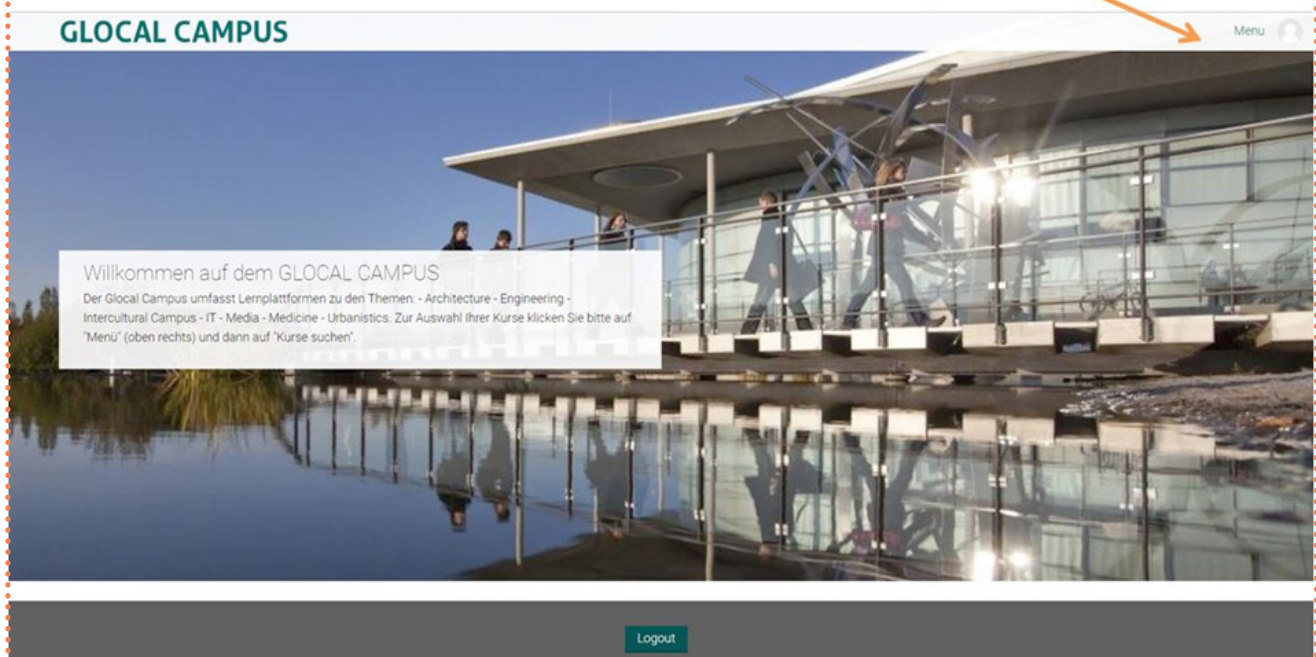 GLOCAL CAMPUS
Menu
Willkommen auf dem GLOCAL CAMPUS
Der Glocal Campus umfasst Lernplattformen zu den Themen: - Architecture - Engineering -
Intercultural Campus - IT - Media - Medicine - Urbanistics. Zur Auswahl Ihrer Kurse klicken Sie bitte auf
"Menü" (oben rechts) und dann auf "Kurse suchen".
Logout